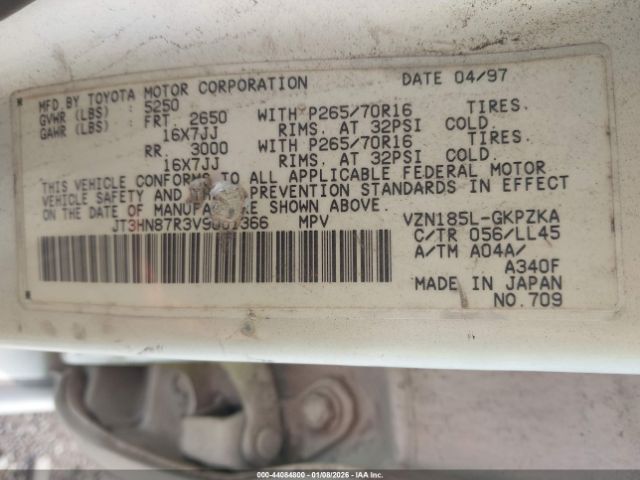 MFD BY TOYOTA MOTOR CORPORATION DATE 04/97
GVWR (LBS) : 5250
GAWR (LBS) : FRT. 2650 WITH P265/70R16 TIRES.
16X7JJ RIMS. AT 32PSI COLD.
RR. 3000 WITH P265/70R16 TIRES.
16X7JJ RIMS. AT 32PSI COLD.
THIS VEHICLE CONFORMS TO ALL APPLICABLE FEDERAL MOTOR
VEHICLE SAFETY AND PREVENTION STANDARDS IN EFFECT
ON THE DATE OF SHOWN ABOVE
MPV VZN185L-GKPZKA
C/TR 056/LL45
A/TM A04A/
A340F
MADE IN JAPAN
NO.709
000-44084800 - 01/08/2026 - IAA Inc.